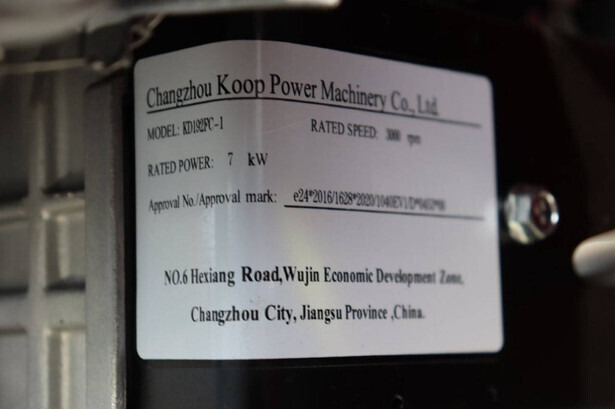 Changzhou Koop Power Machinery Co., Ltd.
MODEL: KD192FC-1
RATED SPEED: 3000 rpm
RATED POWER: 7 kW
Approval No./Approval mark:
NO.6 Hexiang Road,Wujin Economic Development Zone,
Changzhou City, Jiangsu Province ,China.